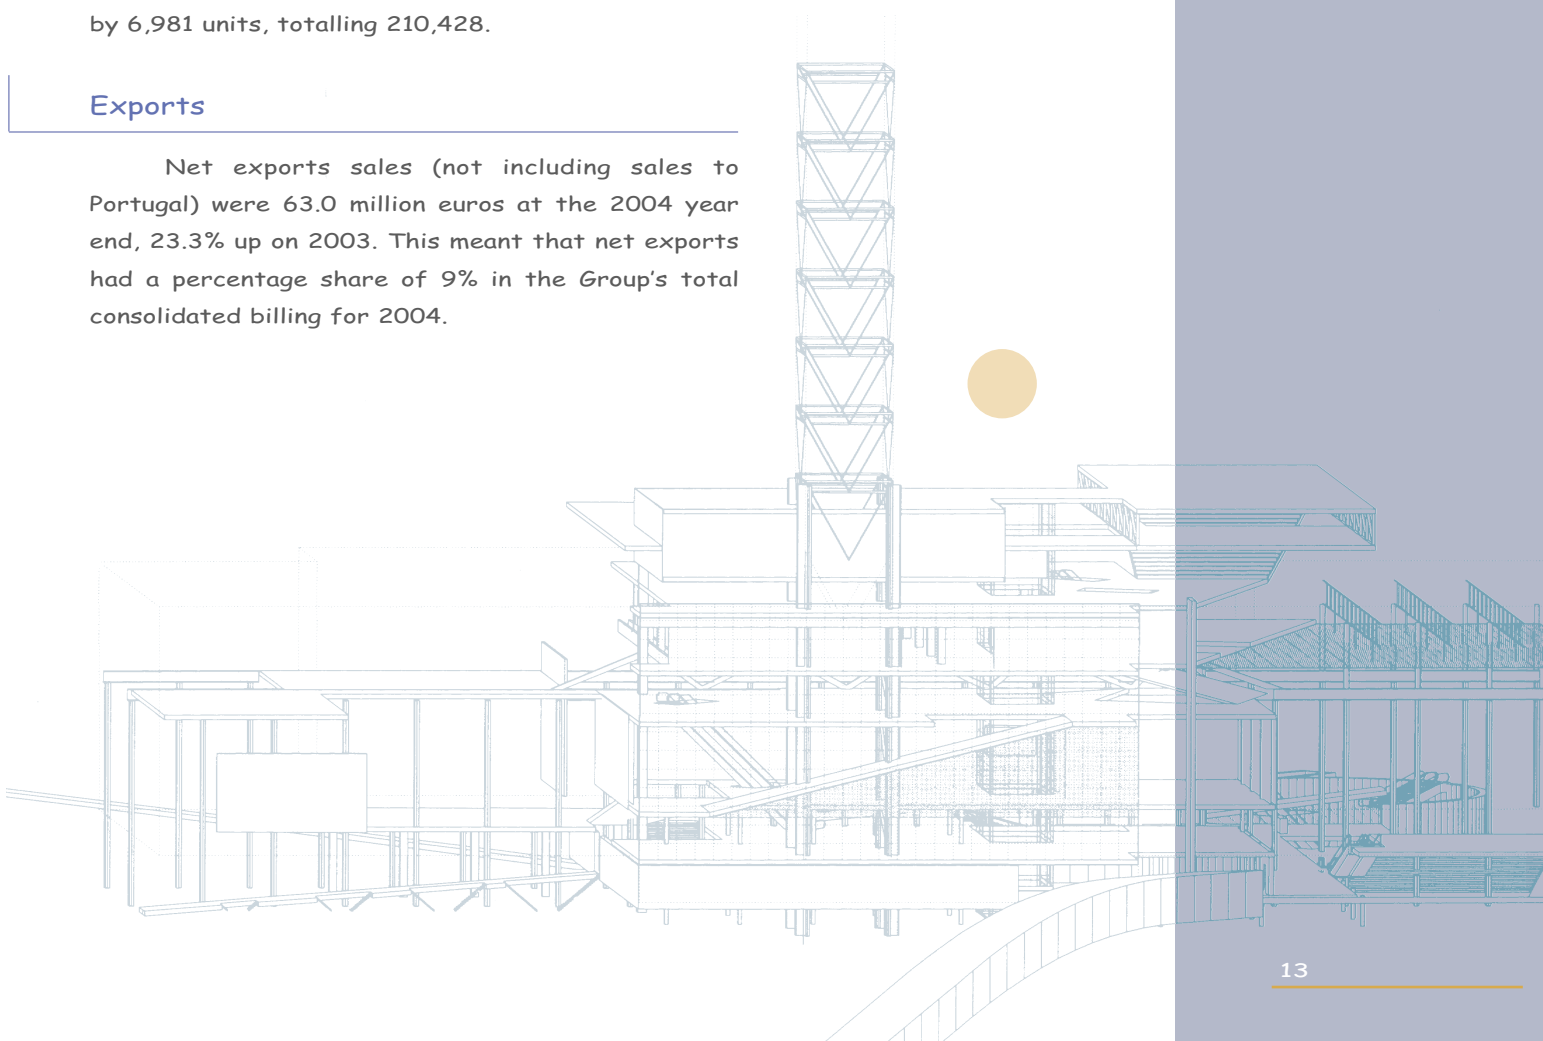 by 6,981 units, totalling 210,428.
Exports
Net exports sales (not including sales to
Portugal) were 63.0 million euros at the 2004 year
end, 23.3% up on 2003. This meant that net exports
had a percentage share of 9% in the Group's total
consolidated billing for 2004.
13